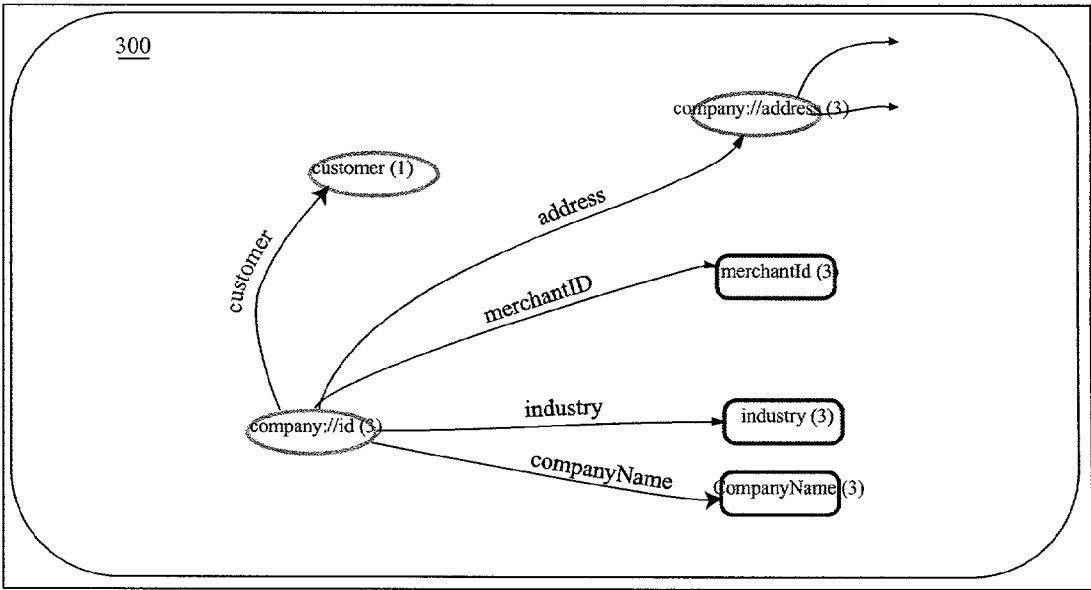 300
company://address (3)
customer (1)
address
customer
merchantId (3)
merchantID
industry
industry (3)
company://id (3)
companyName
CompanyName (3)